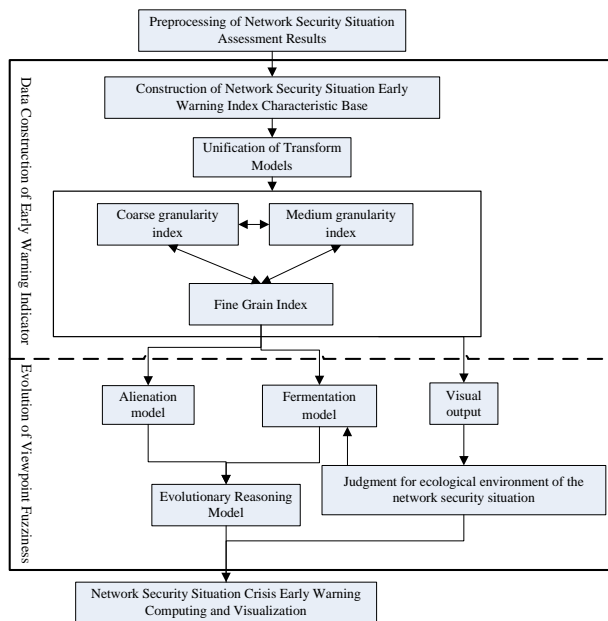 Preprocessing of Network Security Situation
Assessment Results
Data Construction of Early Warning Indicator
Construction of Network Security Situation Early
Warning Index Characteristic Base
Unification of Transform
Models
Coarse granularity
index
Medium granularity
index
Fine Grain Index
Evolution of Viewpoint Fuzziness
Alienation
model
Fermentation
model
Visual
output
Evolutionary Reasoning
Model
Judgment for ecological environment of the
network security situation
Network Security Situation Crisis Early Warning
Computing and Visualization